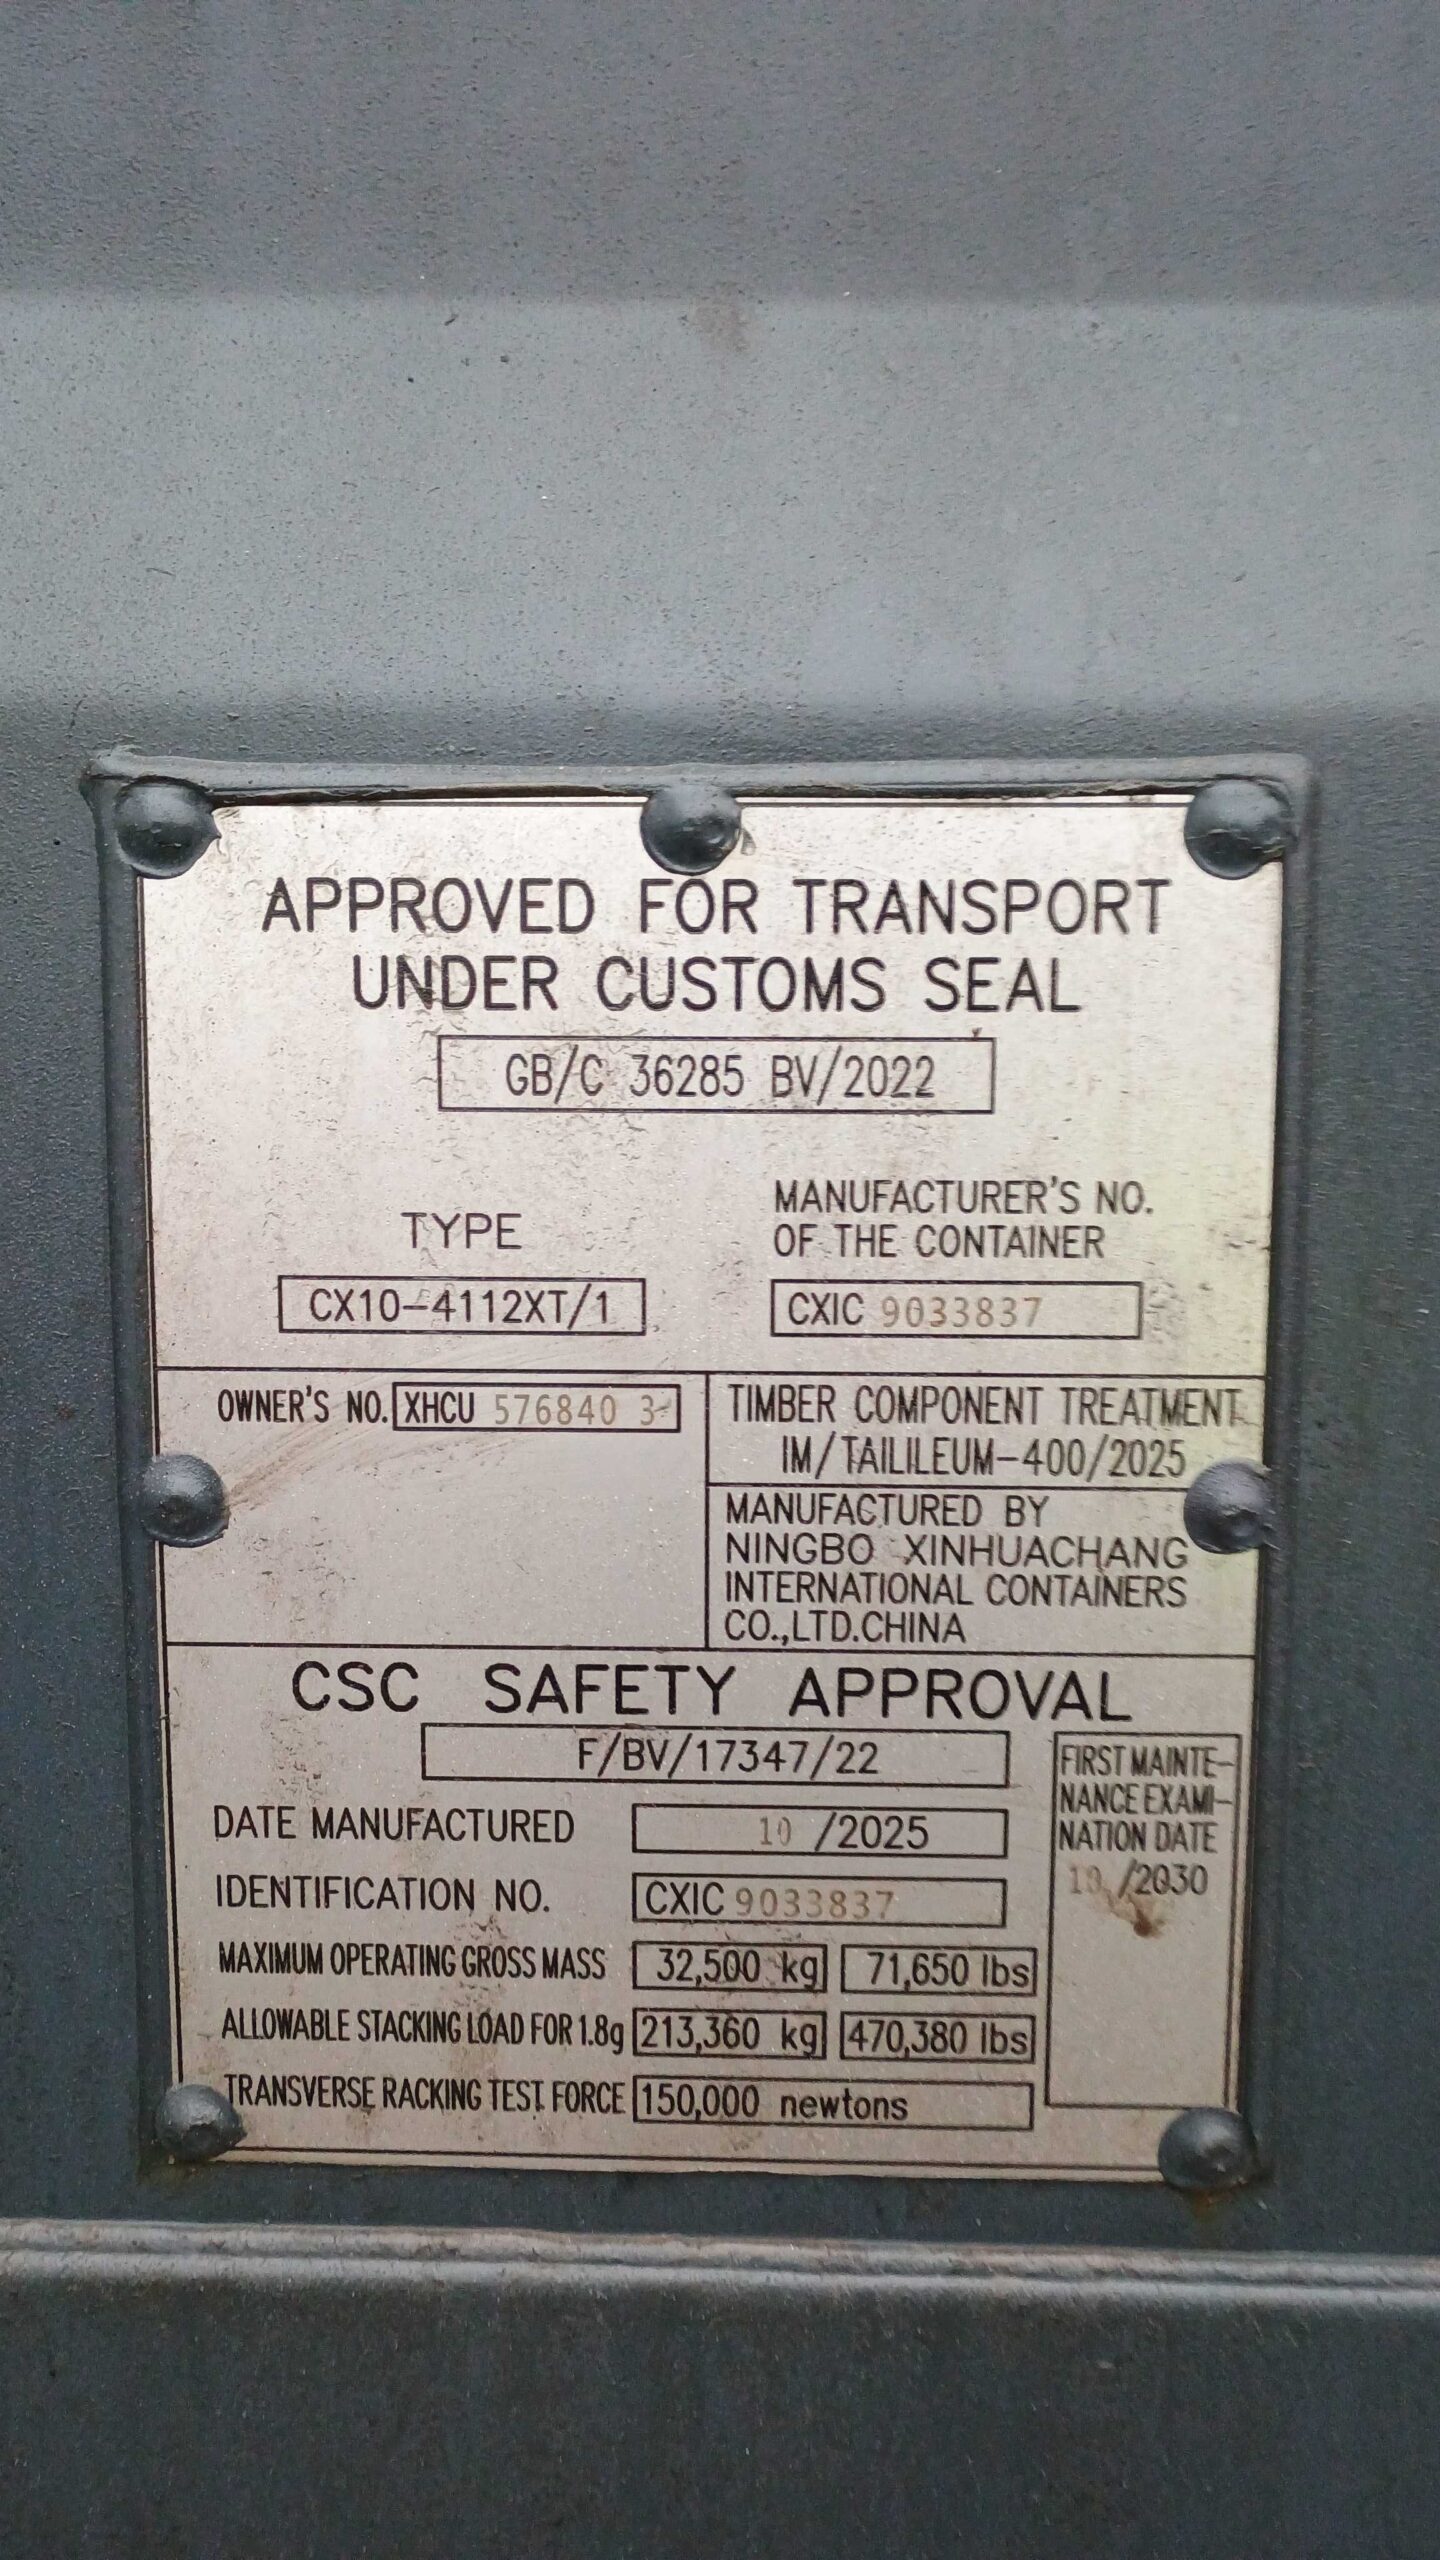 APPROVED FOR TRANSPORT
UNDER CUSTOMS SEAL
GB/C 36285 BV/2022
TYPE
CX10-4112XT/1
MANUFACTURER'S NO.
OF THE CONTAINER
CXIC 9033837
OWNER'S NO. XHCU 576840 3
TIMBER COMPONENT TREATMENT
IM/TAILILEUM-400/2025
MANUFACTURED BY
NINGBO XINHUACHANG
INTERNATIONAL CONTAINERS
CO.,LTD.CHINA
CSC SAFETY APPROVAL
F/BV/17347/22
DATE MANUFACTURED 10 /2025
IDENTIFICATION NO. CXIC 9033837
MAXIMUM OPERATING GROSS MASS 32,500 kg 71,650 lbs
ALLOWABLE STACKING LOAD FOR 1.8g 213,360 kg 470,380 lbs
TRANSVERSE RACKING TEST FORCE 150,000 newtons
FIRST MAINTE-
NANCE EXAMI-
NATION DATE
10 /2030